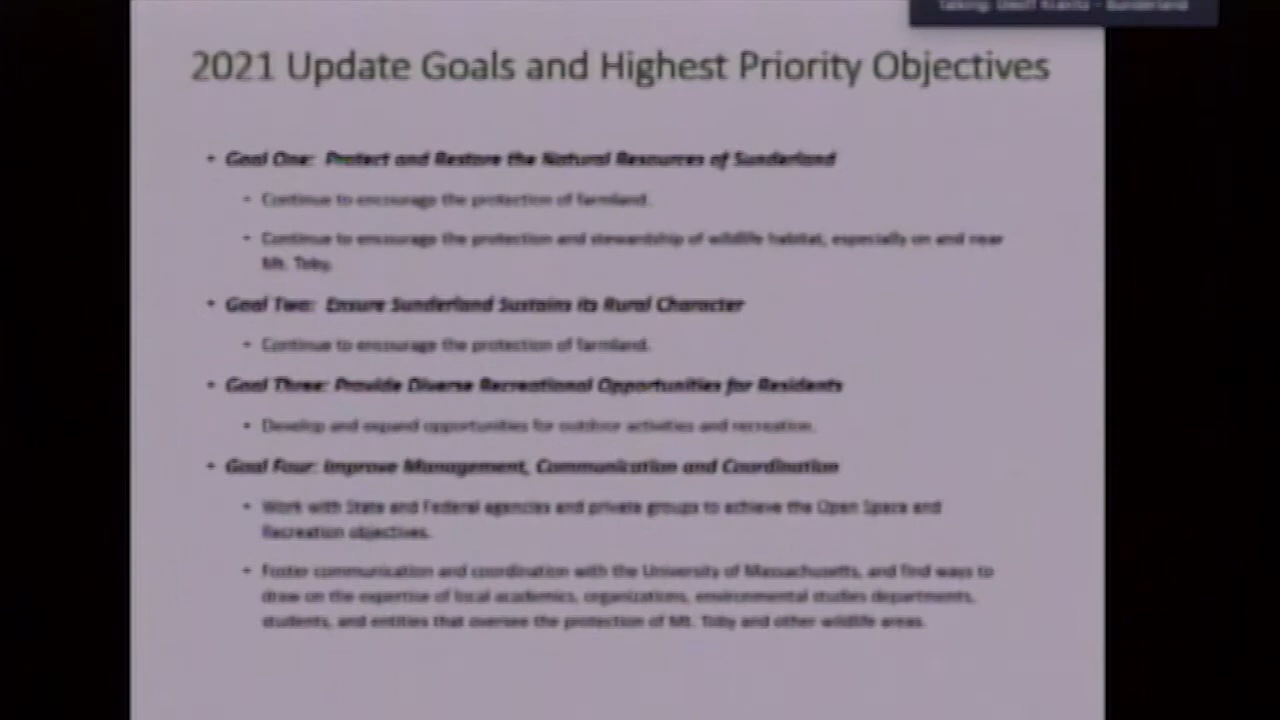 Talking: Geoff Kravitz - Sunderland
2021 Update Goals and Highest Priority Objectives
• Goal One: Protect and Restore the Natural Resources of Sunderland
• Continue to encourage the protection of farmland.
• Continue to encourage the protection and stewardship of wildlife habitat, especially on and near
Mt. Toby.
• Goal Two: Ensure Sunderland Sustains its Rural Character
• Continue to encourage the protection of farmland.
• Goal Three: Provide Diverse Recreational Opportunities for Residents
• Develop and expand opportunities for outdoor activities and recreation.
• Goal Four: Improve Management, Communication and Coordination
• Work with State and Federal agencies and private groups to achieve the Open Space and
Recreation objectives.
• Foster communication and coordination with the University of Massachusetts, and find ways to
draw on the expertise of local academics, organizations, environmental studies departments,
students, and entities that oversee the protection of Mt. Toby and other wildlife areas.